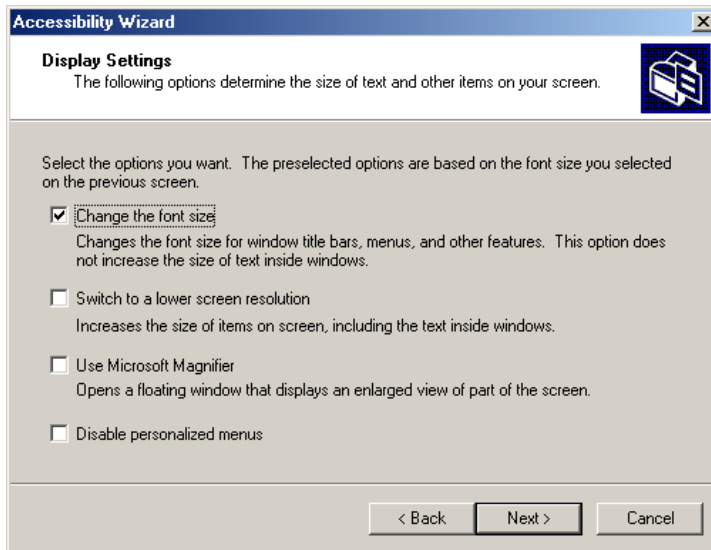 Accessibility Wizard
Display Settings
The following options determine the size of text and other items on your screen.
Select the options you want.  The preselected options are based on the font size you selected
on the previous screen.
Change the font size
Changes the font size for window title bars, menus, and other features.  This option does
not increase the size of text inside windows.
Switch to a lower screen resolution
Increases the size of items on screen, including the text inside windows.
Use Microsoft Magnifier
Opens a floating window that displays an enlarged view of part of the screen.
Disable personalized menus
< Back Next > Cancel